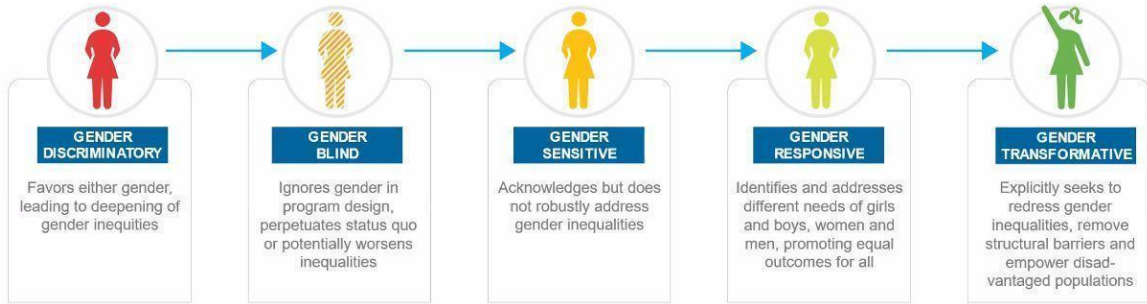 GENDER
DISCRIMINATORY
Favors either gender,
leading to deepening of
gender inequities
GENDER
BLIND
Ignores gender in
program design,
perpetuates status quo
or potentially worsens
inequalities
GENDER
SENSITIVE
Acknowledges but does
not robustly address
gender inequalities
GENDER
RESPONSIVE
Identifies and addresses
different needs of girls
and boys, women and
men, promoting equal
outcomes for all
GENDER
TRANSFORMATIVE
Explicitly seeks to
redress gender
inequalities, remove
structural barriers and
empower disad-
vantaged populations